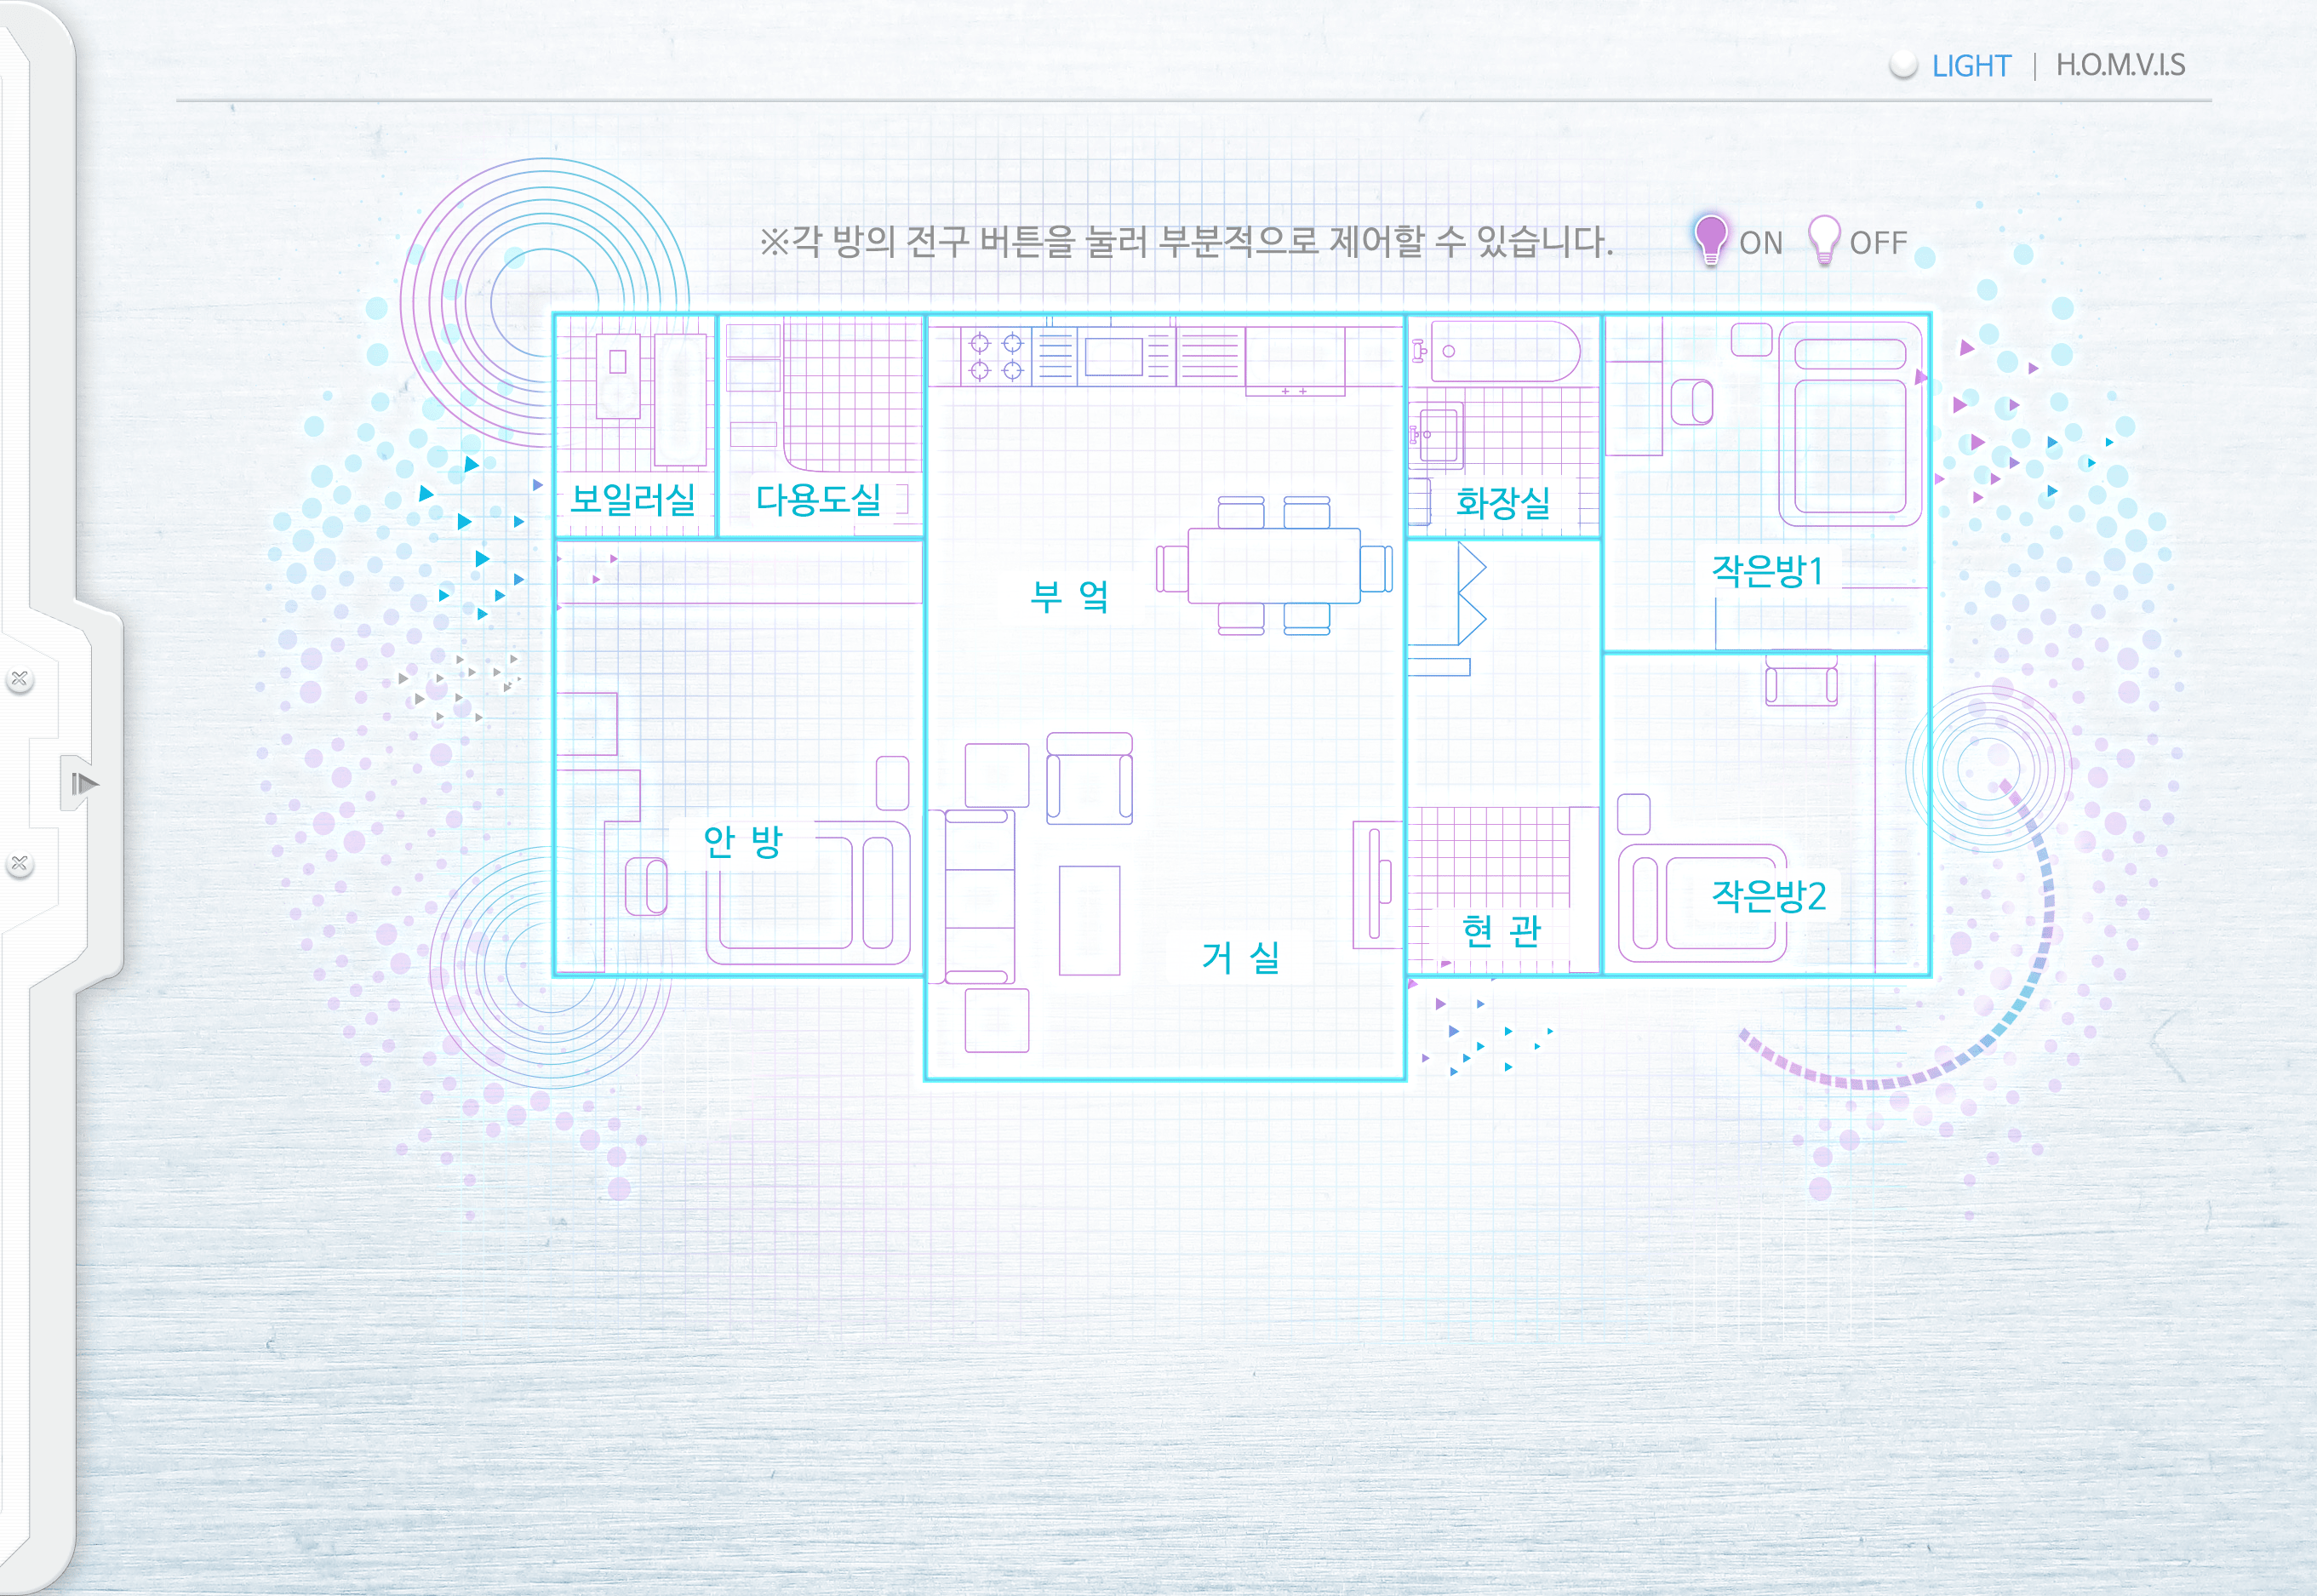 LIGHT | H.O.M.V.I.S
※각 방의 전구 버튼을 눌러 부분적으로 제어할 수 있습니다. ON OFF
보일러실
다용도실
화장실
작은방1
부 엌
안 방
작은방2
현 관
거 실